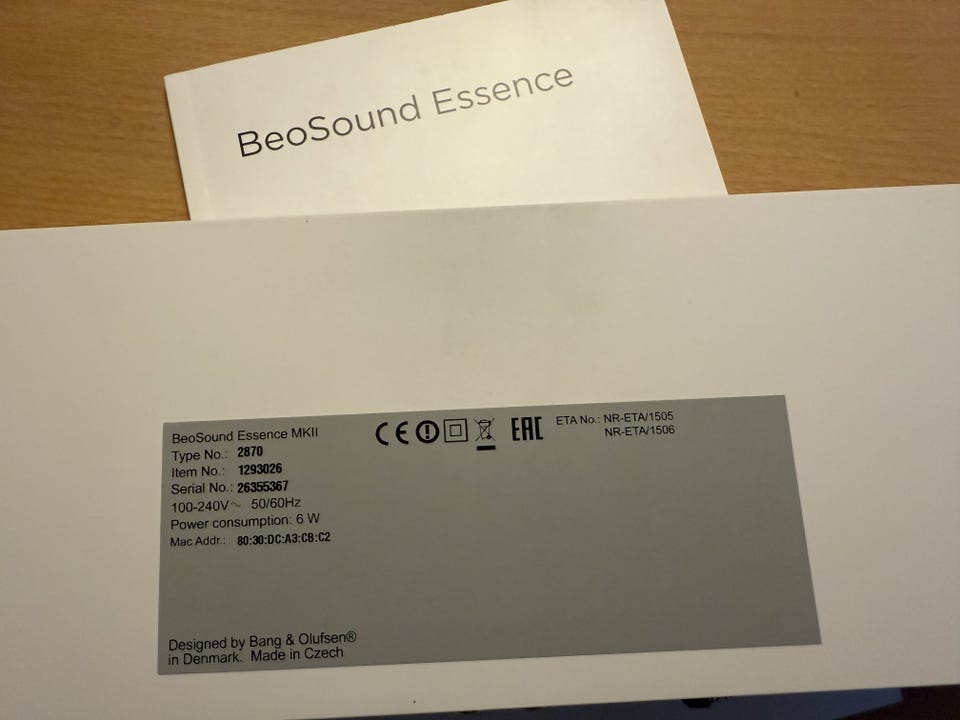 BeoSound Essence
BeoSound Essence MKII
Type No.: 2870
Item No.: 1293026
Serial No.: 26355367
100-240V~ 50/60Hz
Power consumption: 6 W
Mac Addr.: 80:30:DC:A3:CB:C2
CE
EAC
ETA No.: NR-ETA/1505
NR-ETA/1506
Designed by Bang & Olufsen®
in Denmark. Made in Czech